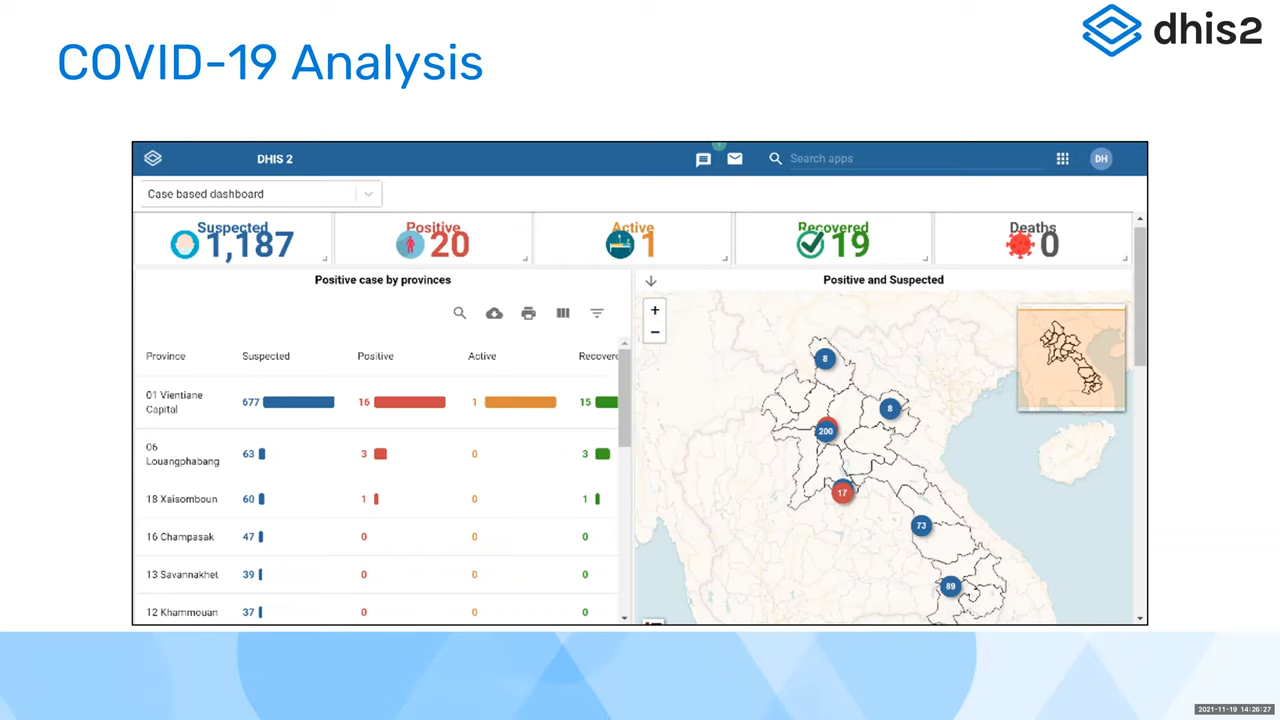 COVID-19 Analysis
dhis2
DHIS 2
Search apps
DH
Case based dashboard
Suspected
1,187
Positive
20
Active
1
Recovered
19
Deaths
0
Positive case by provinces
Positive and Suspected
+
−
Province Suspected Positive Active Recovere
01 Vientiane
Capital
677 16 1 15
06
Louangphabang
63 3 0 3
18 Xaisomboun 60 1 0 1
16 Champasak 47 0 0 0
13 Savannakhet 39 0 0 0
12 Khammouan 37 0 0 0
8
8
200
17
73
89
2021-11-19 14:26:27